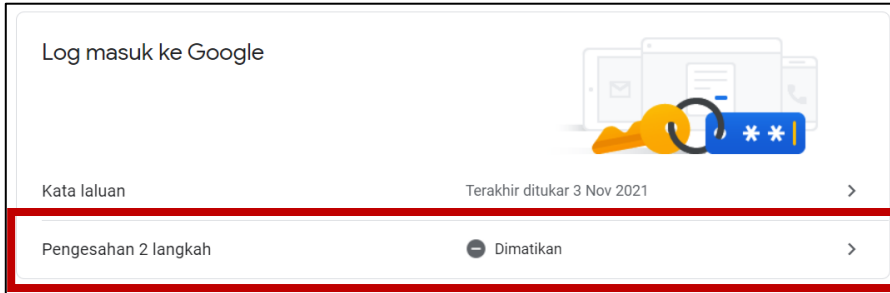 Log masuk ke Google
**|
Kata laluan Terakhir ditukar 3 Nov 2021
Pengesahan 2 langkah Dimatikan